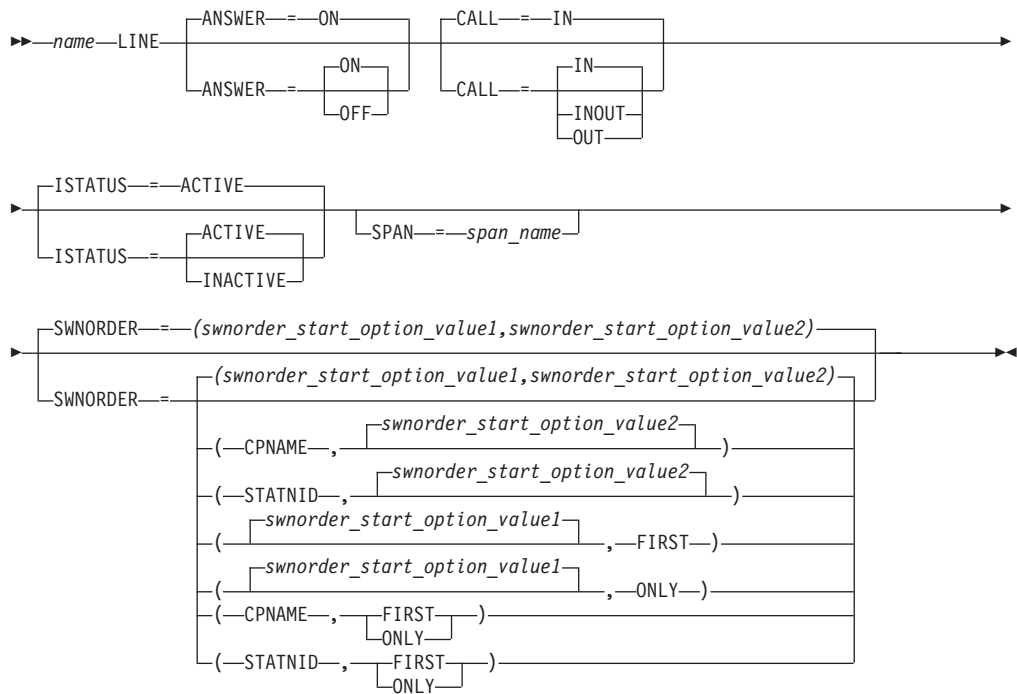 ANSWER = ON CALL = IN
name LINE
ANSWER = ON CALL = IN
OFF INOUT
OUT
ISTATUS = ACTIVE
ISTATUS = ACTIVE SPAN = span_name
INACTIVE
SWNORDER = (swnorder_start_option_value1,swnorder_start_option_value2)
(swnorder_start_option_value1,swnorder_start_option_value2)
SWNORDER =
swnorder_start_option_value2
( CPNAME , )
swnorder_start_option_value2
( STATNID , )
swnorder_start_option_value1
( , FIRST )
swnorder_start_option_value1
( , ONLY )
( CPNAME , FIRST )
ONLY
( STATNID , FIRST )
ONLY